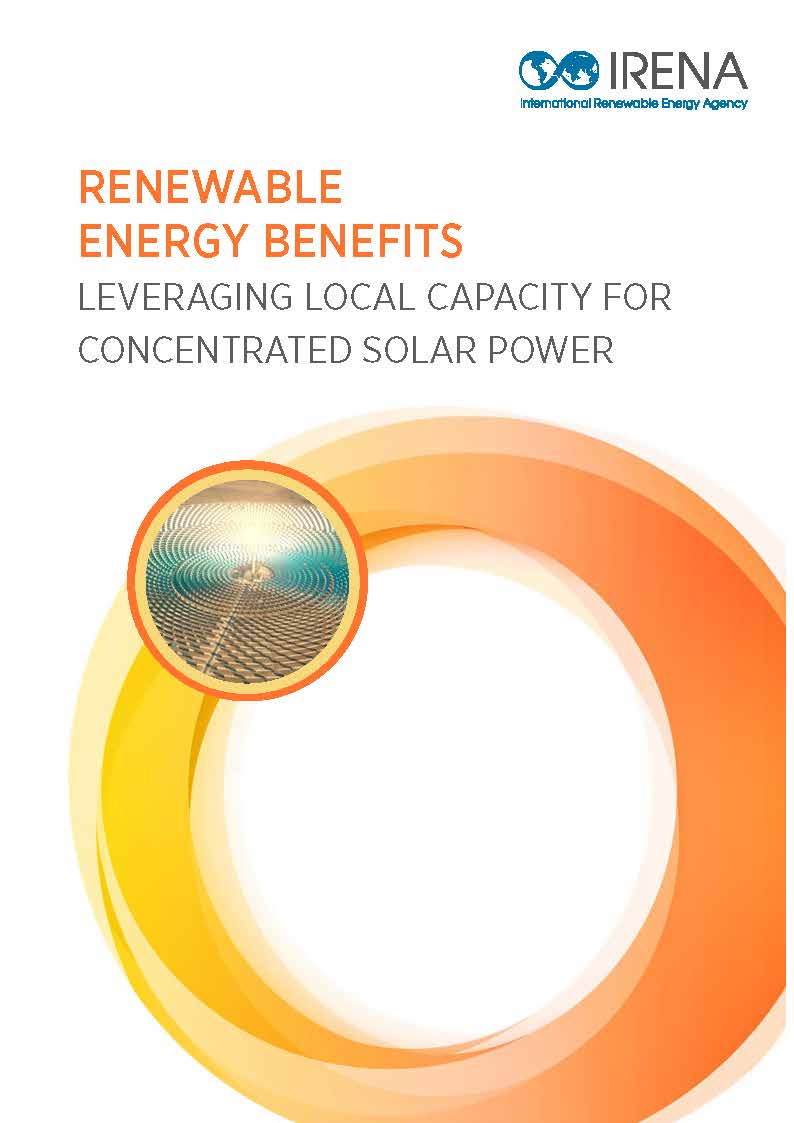 IRENA
International Renewable Energy Agency
RENEWABLE
ENERGY BENEFITS
LEVERAGING LOCAL CAPACITY FOR
CONCENTRATED SOLAR POWER